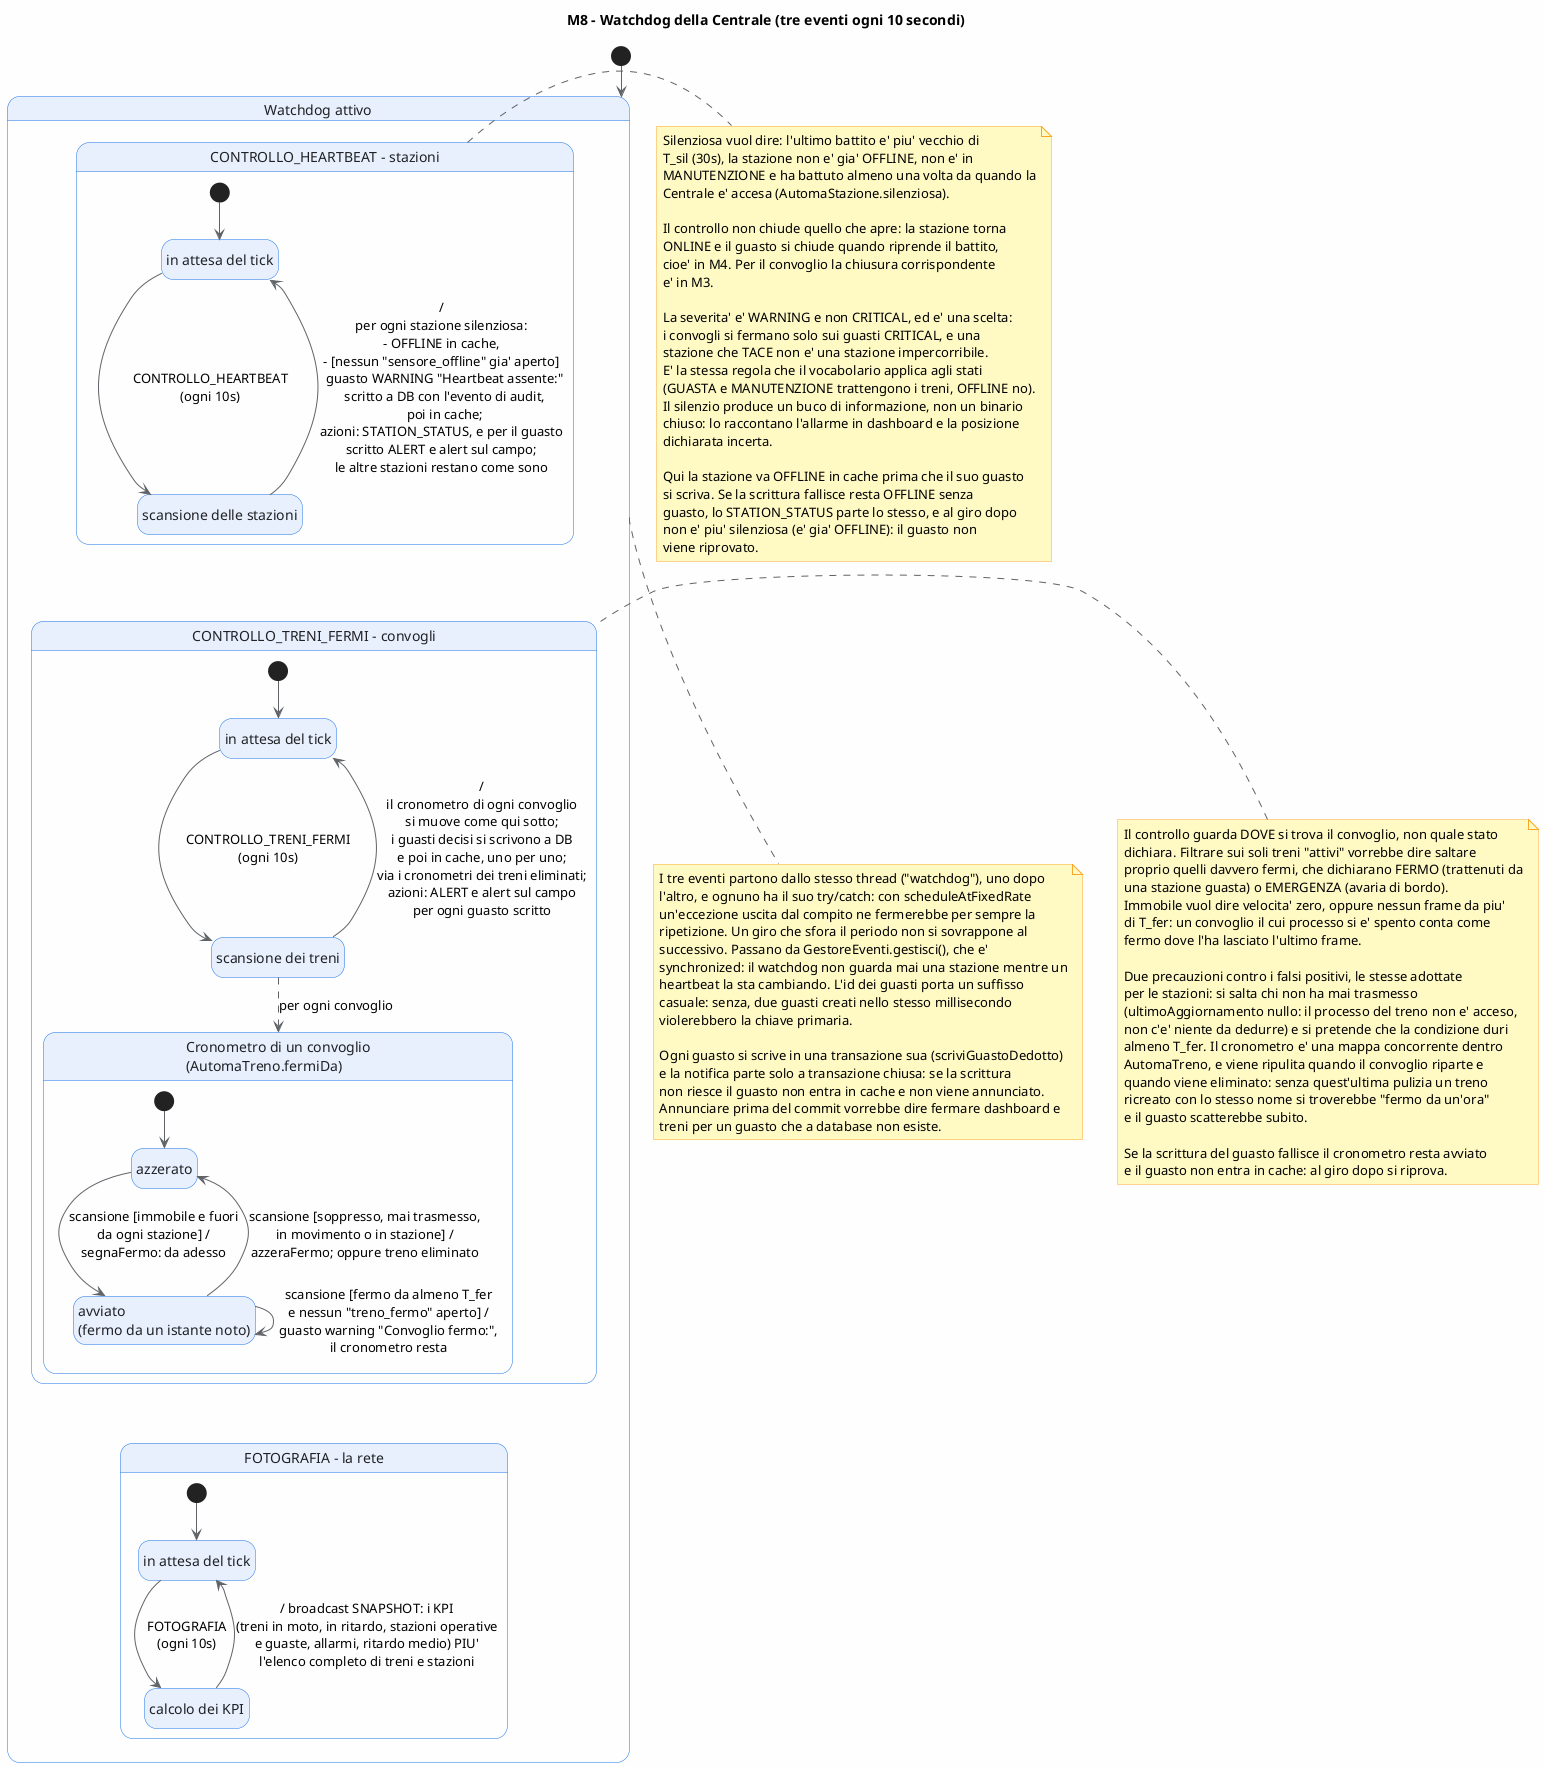 M8 - Watchdog della Centrale (tre eventi ogni 10 secondi)
Watchdog attivo
CONTROLLO_HEARTBEAT - stazioni
in attesa del tick
CONTROLLO_HEARTBEAT
(ogni 10s)
/
per ogni stazione silenziosa:
- OFFLINE in cache,
- [nessun "sensore_offline" gia' aperto]
guasto WARNING "Heartbeat assente:"
scritto a DB con l'evento di audit,
poi in cache;
azioni: STATION_STATUS, e per il guasto
scritto ALERT e alert sul campo;
le altre stazioni restano come sono
scansione delle stazioni
Silenziosa vuol dire: l'ultimo battito e' piu' vecchio di
T_sil (30s), la stazione non e' gia' OFFLINE, non e' in
MANUTENZIONE e ha battuto almeno una volta da quando la
Centrale e' accesa (AutomaStazione.silenziosa).
Il controllo non chiude quello che apre: la stazione torna
ONLINE e il guasto si chiude quando riprende il battito,
cioe' in M4. Per il convoglio la chiusura corrispondente
e' in M3.
La severita' e' WARNING e non CRITICAL, ed e' una scelta:
i convogli si fermano solo sui guasti CRITICAL, e una
stazione che TACE non e' una stazione impercorribile.
E' la stessa regola che il vocabolario applica agli stati
(GUASTA e MANUTENZIONE trattengono i treni, OFFLINE no).
Il silenzio produce un buco di informazione, non un binario
chiuso: lo raccontano l'allarme in dashboard e la posizione
dichiarata incerta.
Qui la stazione va OFFLINE in cache prima che il suo guasto
si scriva. Se la scrittura fallisce resta OFFLINE senza
guasto, lo STATION_STATUS parte lo stesso, e al giro dopo
non e' piu' silenziosa (e' gia' OFFLINE): il guasto non
viene riprovato.
CONTROLLO_TRENI_FERMI - convogli
in attesa del tick
CONTROLLO_TRENI_FERMI
(ogni 10s)
/
il cronometro di ogni convoglio
si muove come qui sotto;
i guasti decisi si scrivono a DB
e poi in cache, uno per uno;
via i cronometri dei treni eliminati;
azioni: ALERT e alert sul campo
per ogni guasto scritto
scansione dei treni
per ogni convoglio
Cronometro di un convoglio
(AutomaTreno.fermiDa)
azzerato
scansione [immobile e fuori
da ogni stazione] /
segnaFermo: da adesso
scansione [soppresso, mai trasmesso,
in movimento o in stazione] /
azzeraFermo; oppure treno eliminato
avviato
(fermo da un istante noto)
scansione [fermo da almeno T_fer
e nessun "treno_fermo" aperto] /
guasto warning "Convoglio fermo:",
il cronometro resta
I tre eventi partono dallo stesso thread ("watchdog"), uno dopo
l'altro, e ognuno ha il suo try/catch: con scheduleAtFixedRate
un'eccezione uscita dal compito ne fermerebbe per sempre la
ripetizione. Un giro che sfora il periodo non si sovrappone al
successivo. Passano da GestoreEventi.gestisci(), che e'
synchronized: il watchdog non guarda mai una stazione mentre un
heartbeat la sta cambiando. L'id dei guasti porta un suffisso
casuale: senza, due guasti creati nello stesso millisecondo
violerebbero la chiave primaria.
Ogni guasto si scrive in una transazione sua (scriviGuastoDedotto)
e la notifica parte solo a transazione chiusa: se la scrittura
non riesce il guasto non entra in cache e non viene annunciato.
Annunciare prima del commit vorrebbe dire fermare dashboard e
treni per un guasto che a database non esiste.
Il controllo guarda DOVE si trova il convoglio, non quale stato
dichiara. Filtrare sui soli treni "attivi" vorrebbe dire saltare
proprio quelli davvero fermi, che dichiarano FERMO (trattenuti da
una stazione guasta) o EMERGENZA (avaria di bordo).
Immobile vuol dire velocita' zero, oppure nessun frame da piu'
di T_fer: un convoglio il cui processo si e' spento conta come
fermo dove l'ha lasciato l'ultimo frame.
Due precauzioni contro i falsi positivi, le stesse adottate
per le stazioni: si salta chi non ha mai trasmesso
(ultimoAggiornamento nullo: il processo del treno non e' acceso,
non c'e' niente da dedurre) e si pretende che la condizione duri
almeno T_fer. Il cronometro e' una mappa concorrente dentro
AutomaTreno, e viene ripulita quando il convoglio riparte e
quando viene eliminato: senza quest'ultima pulizia un treno
ricreato con lo stesso nome si troverebbe "fermo da un'ora"
e il guasto scatterebbe subito.
Se la scrittura del guasto fallisce il cronometro resta avviato
e il guasto non entra in cache: al giro dopo si riprova.
FOTOGRAFIA - la rete
in attesa del tick
FOTOGRAFIA
(ogni 10s)
/ broadcast SNAPSHOT: i KPI
(treni in moto, in ritardo, stazioni operative
e guaste, allarmi, ritardo medio) PIU'
l'elenco completo di treni e stazioni
calcolo dei KPI